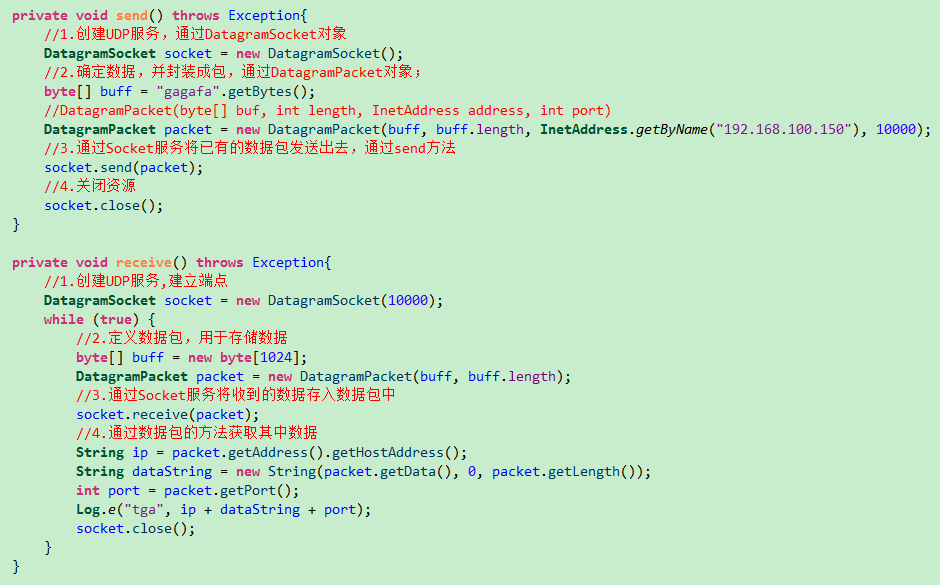 private void send() throws Exception{
//1.创建UDP服务，通过DatagramSocket对象
DatagramSocket socket = new DatagramSocket();
//2.确定数据，并封装成包，通过DatagramPacket对象；
byte[] buff = "gagafa".getBytes();
//DatagramPacket(byte[] buf, int length, InetAddress address, int port)
DatagramPacket packet = new DatagramPacket(buff, buff.length, InetAddress.getByName("192.168.100.150"), 10000);
//3.通过Socket服务将已有的数据包发送出去，通过send方法
socket.send(packet);
//4.关闭资源
socket.close();
}
private void receive() throws Exception{
//1.创建UDP服务,建立端点
DatagramSocket socket = new DatagramSocket(10000);
while (true) {
//2.定义数据包，用于存储数据
byte[] buff = new byte[1024];
DatagramPacket packet = new DatagramPacket(buff, buff.length);
//3.通过Socket服务将收到的数据存入数据包中
socket.receive(packet);
//4.通过数据包的方法获取其中数据
String ip = packet.getAddress().getHostAddress();
String dataString = new String(packet.getData(), 0, packet.getLength());
int port = packet.getPort();
Log.e("tga", ip + dataString + port);
socket.close();
}
}